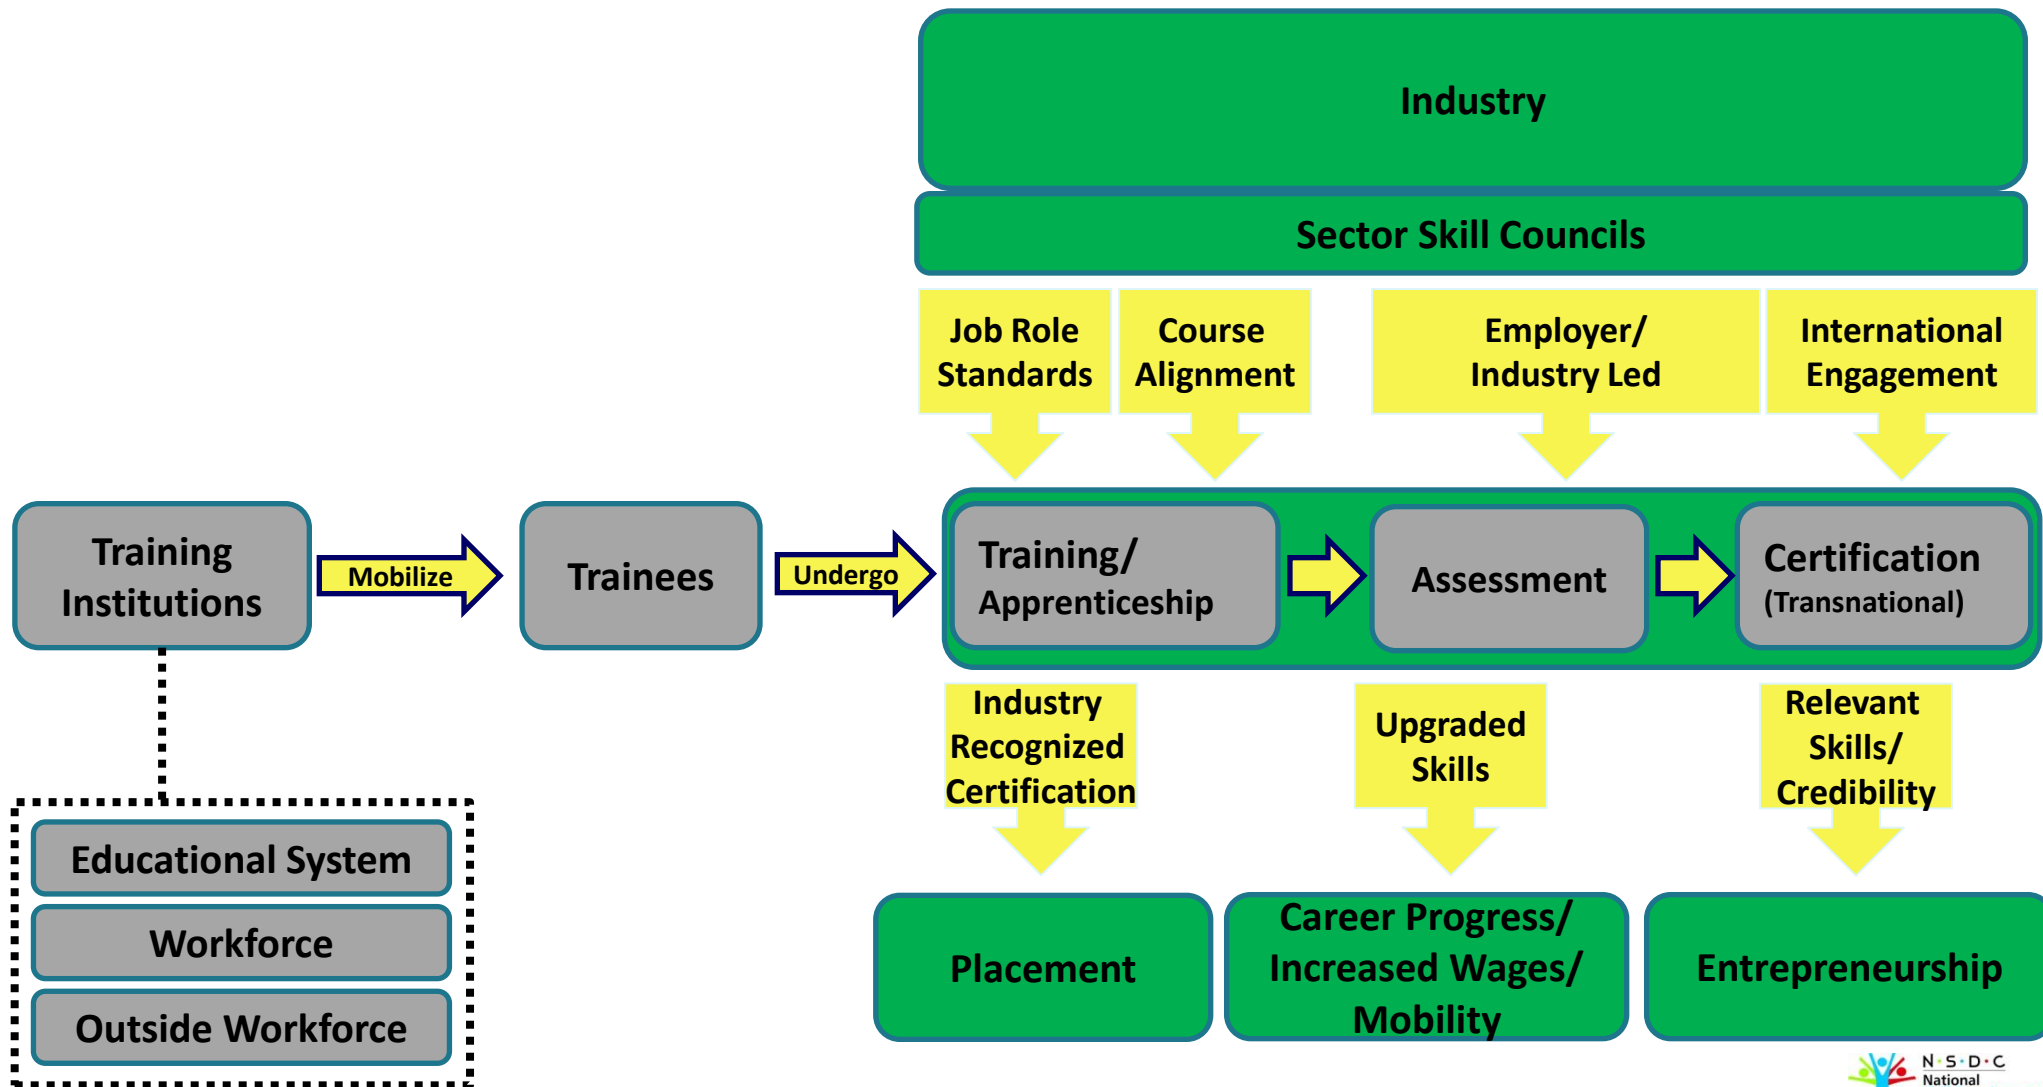 Industry
Sector Skill Councils
Job Role
Standards
Course
Alignment
Employer/
Industry Led
International
Engagement
Training
Institutions
Mobilize
Trainees
Undergo
Training/
Apprenticeship
Assessment
Certification
(Transnational)
Industry
Recognized
Certification
Upgraded
Skills
Relevant
Skills/
Credibility
Educational System
Workforce
Outside Workforce
Placement
Career Progress/
Increased Wages/
Mobility
Entrepreneurship
N·S·D·C
National